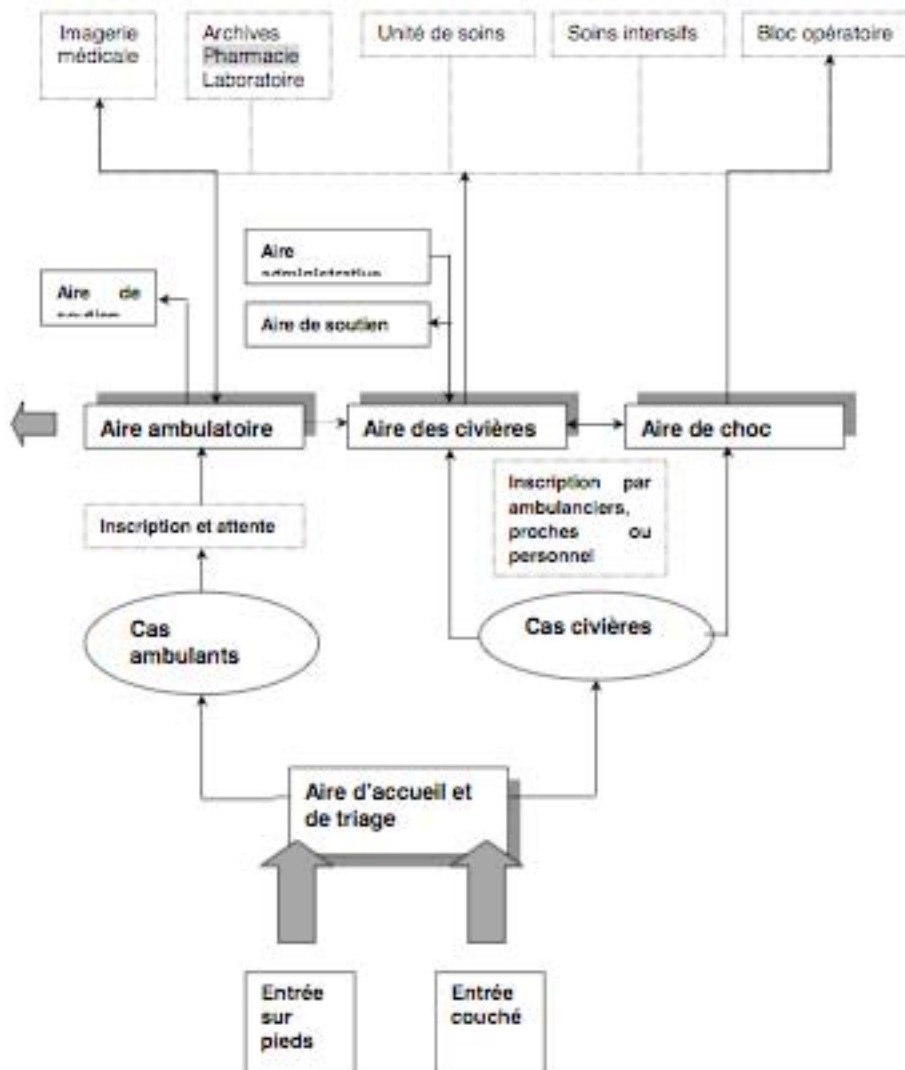 Imagerie
médicale
Archives
Pharmacie
Laboratoire
Unité de soins
Soins intensifs
Bloc opératoire
Aire
Aire de
Aire de soutien
Aire ambulatoire
Aire des civières
Aire de choc
Inscription et attente
Inscription par
ambulanciers,
proches ou
personnel
Cas
ambulants
Cas civières
Aire d'accueil et
de triage
Entrée
sur
pieds
Entrée
couché